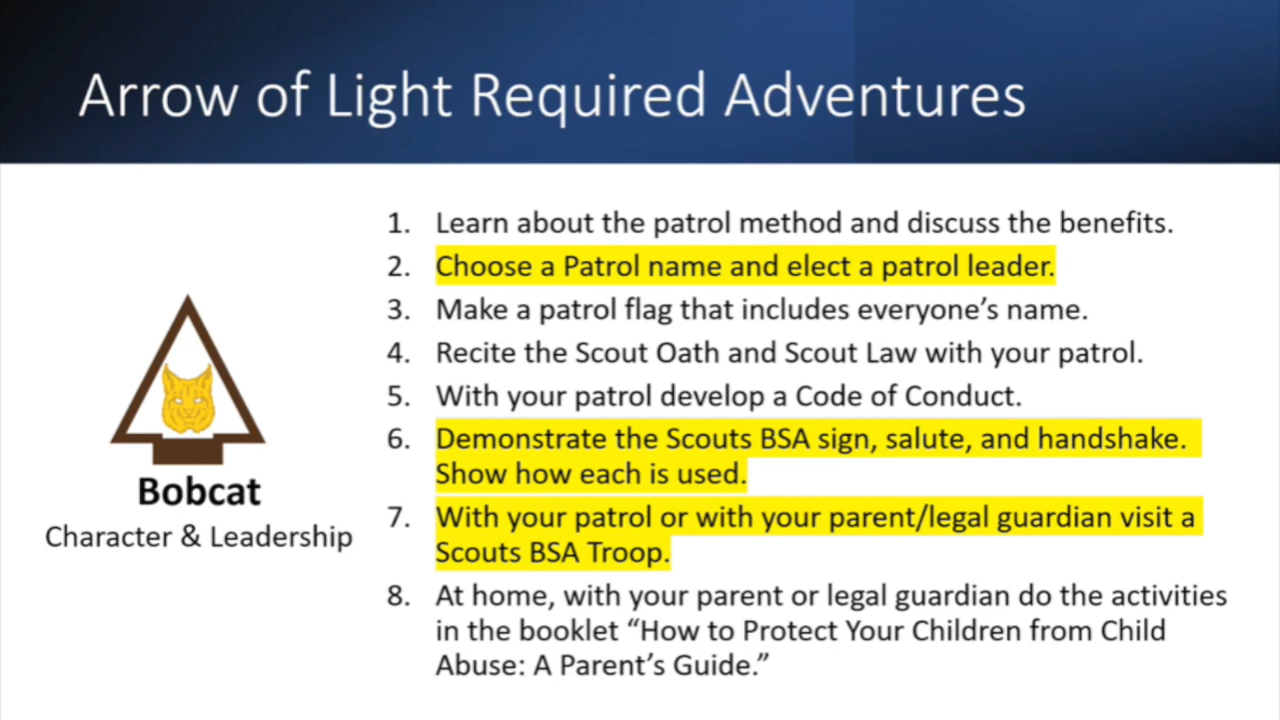 Arrow of Light Required Adventures
1. Learn about the patrol method and discuss the benefits.
2. Choose a Patrol name and elect a patrol leader.
3. Make a patrol flag that includes everyone’s name.
4. Recite the Scout Oath and Scout Law with your patrol.
5. With your patrol develop a Code of Conduct.
6. Demonstrate the Scouts BSA sign, salute, and handshake.
Show how each is used.
7. With your patrol or with your parent/legal guardian visit a
Scouts BSA Troop.
8. At home, with your parent or legal guardian do the activities
in the booklet “How to Protect Your Children from Child
Abuse: A Parent’s Guide.”
Bobcat
Character & Leadership